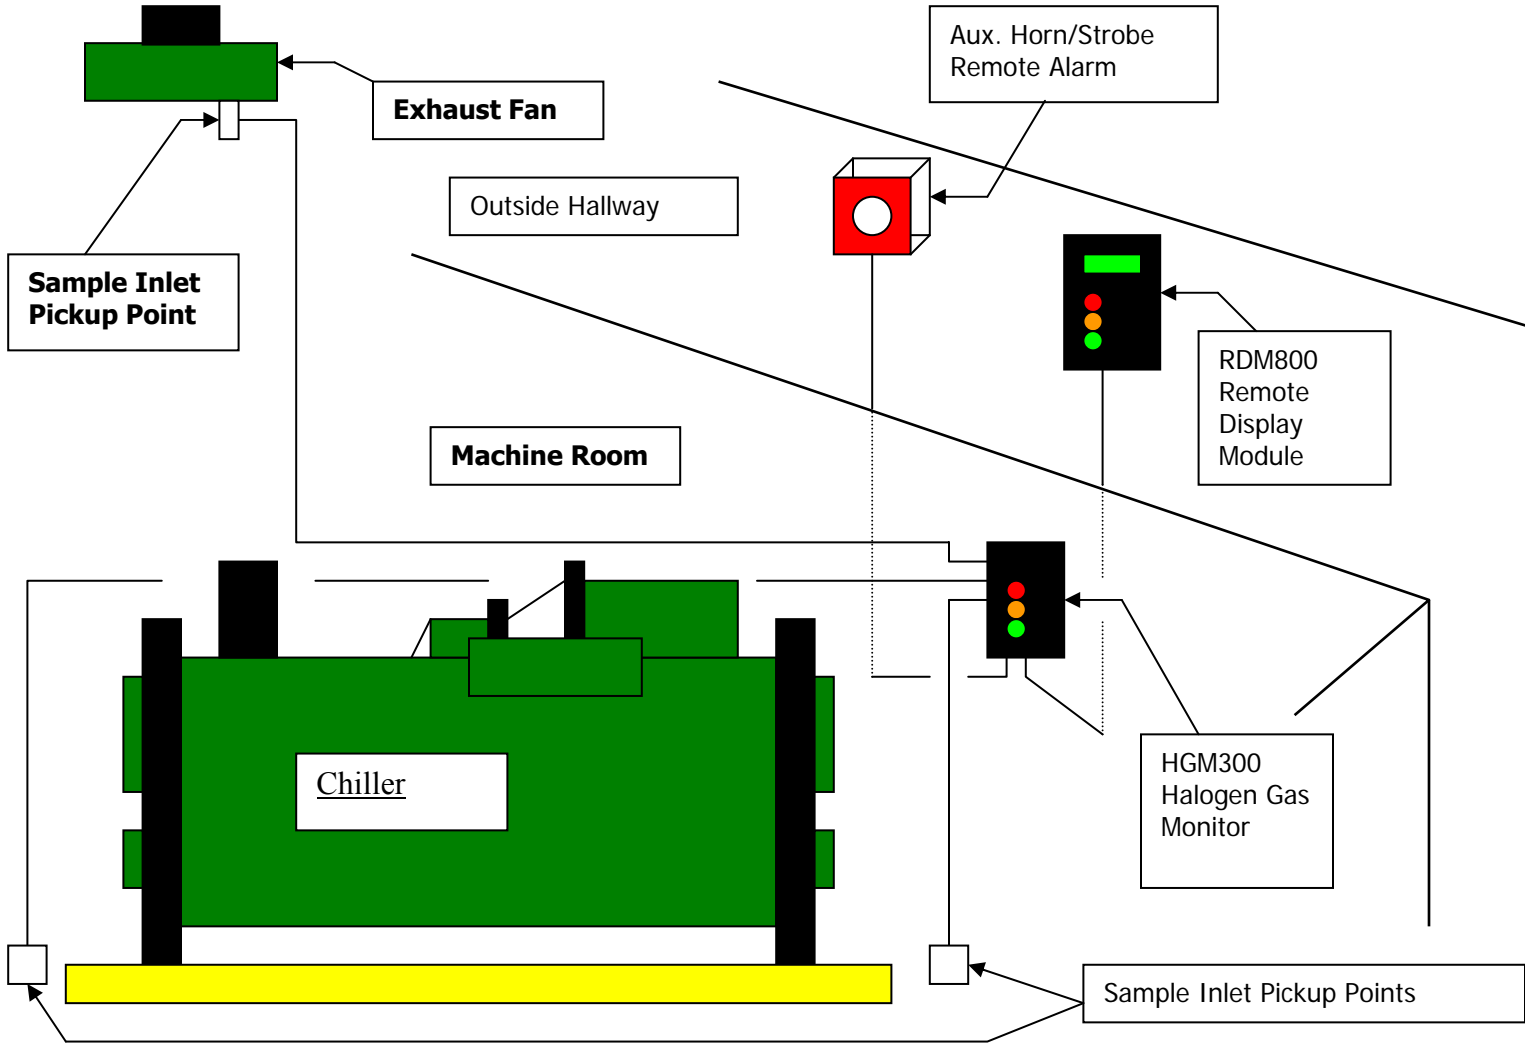 Aux. Horn/Strobe
Remote Alarm
Exhaust Fan
Outside Hallway
Sample Inlet
Pickup Point
RDM800
Remote
Display
Module
Machine Room
Chiller
HGM300
Halogen Gas
Monitor
Sample Inlet Pickup Points